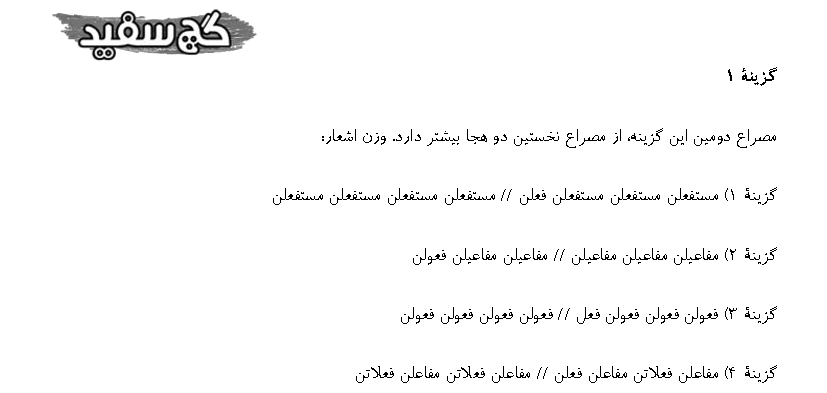 گچ سفید
گزینهٔ ۱
مصراع دومین این گزینه، از مصراع نخستین دو هجا بیشتر دارد. وزن اشعار:
گزینهٔ ۱) مستفعلن مستفعلن مستفعلن فعلن // مستفعلن مستفعلن مستفعلن مستفعلن
گزینهٔ ۲) مفاعیلن مفاعیلن مفاعیلن // مفاعیلن مفاعیلن فعولن
گزینهٔ ۳) فعولن فعولن فعولن فعل // فعولن فعولن فعولن فعولن
گزینهٔ ۴) مفاعلن فعلاتن مفاعلن فعلن // مفاعلن فعلاتن مفاعلن فعلاتن